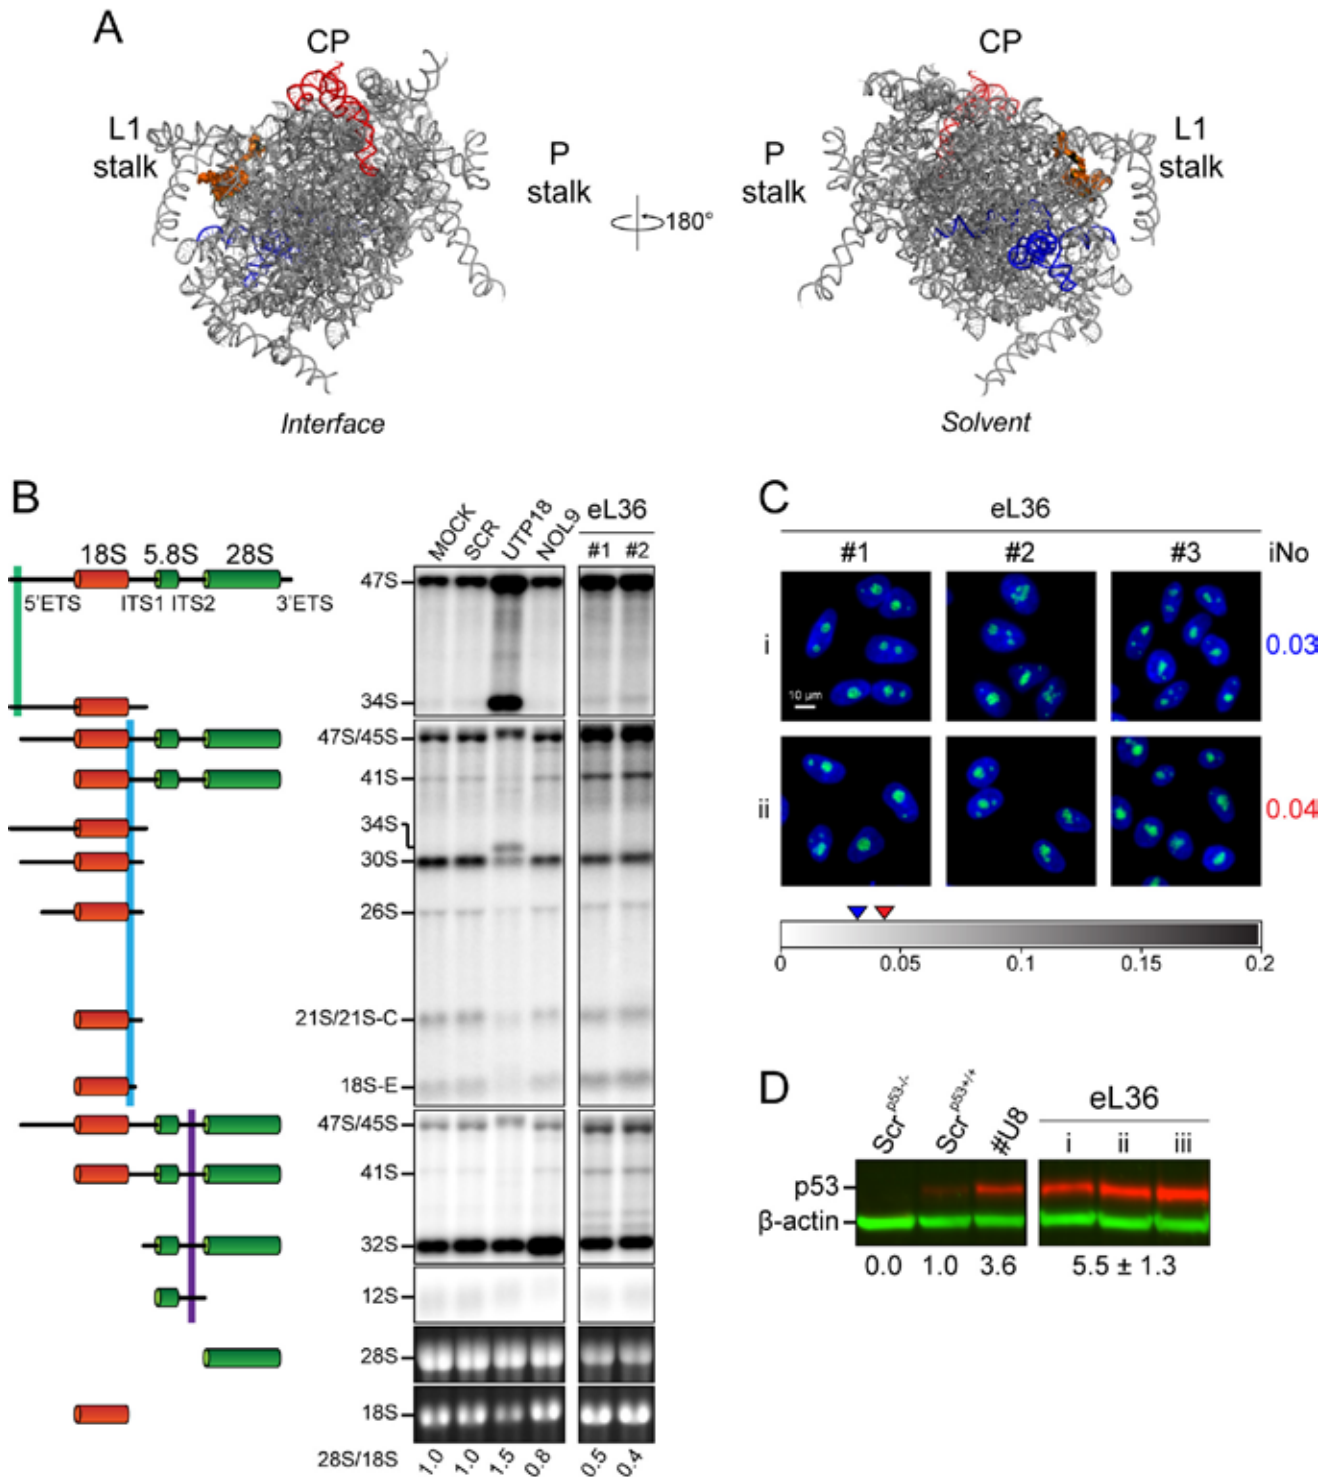 A
CP
CP
L1
stalk
P
stalk
180°
P
stalk
L1
stalk
Interface
Solvent
B
MOCK
SCR
UTP18
NOL9
eL36
#1 #2
18S 5.8S 28S
5'ETS ITS1 ITS2 3'ETS
47S
34S
47S/45S
41S
34S
30S
26S
21S/21S-C
18S-E
47S/45S
41S
32S
12S
28S
18S
28S/18S 1.0 1.0 1.5 0.8 0.5 0.4
C
eL36
#1 #2 #3 iNo
i 0.03
10 µm
ii 0.04
0 0.05 0.1 0.15 0.2
D
Scr p53-/-
Scr p53+/+
#U8
eL36
i ii iii
p53
β-actin
0.0 1.0 3.6 5.5 ± 1.3